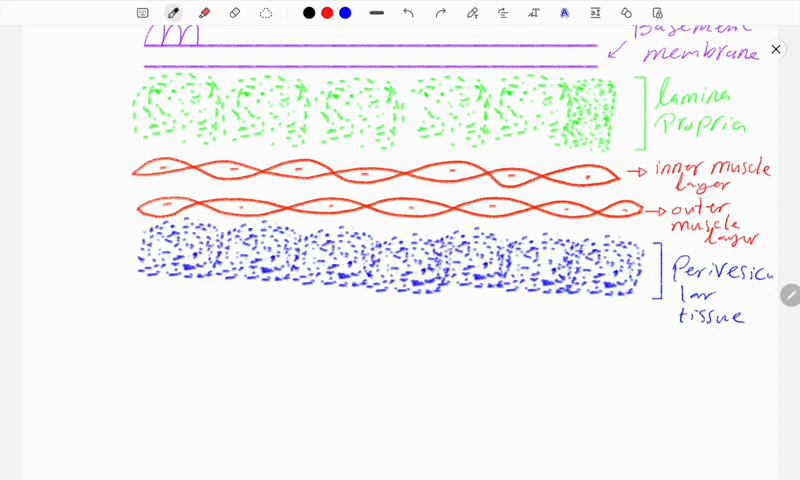 Basement
membrane
lamina
Propria
inner muscle
layer
outer
muscle
layer
Perivesicu
lar
tissue